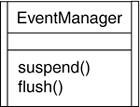 EventManager
suspend()
flush()